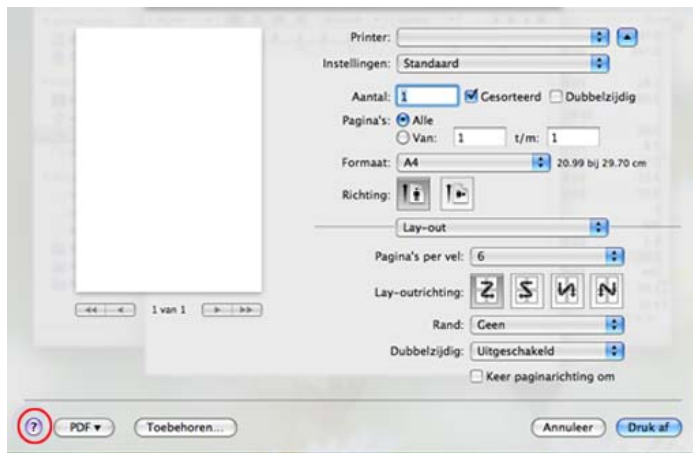 Printer:
Instellingen: Standaard
Aantal: 1 Gesorteerd Dubbelzijdig
Pagina's: Alle
Van: 1 t/m: 1
Formaat: A4 20.99 bij 29.70 cm
Richting:
Lay-out
Pagina's per vel: 6
Lay-outrichting:
Rand: Geen
Dubbelzijdig: Uitgeschakeld
Keer paginarichting om
1 van 1
? PDF Toebehoren... Annuleer Druk af